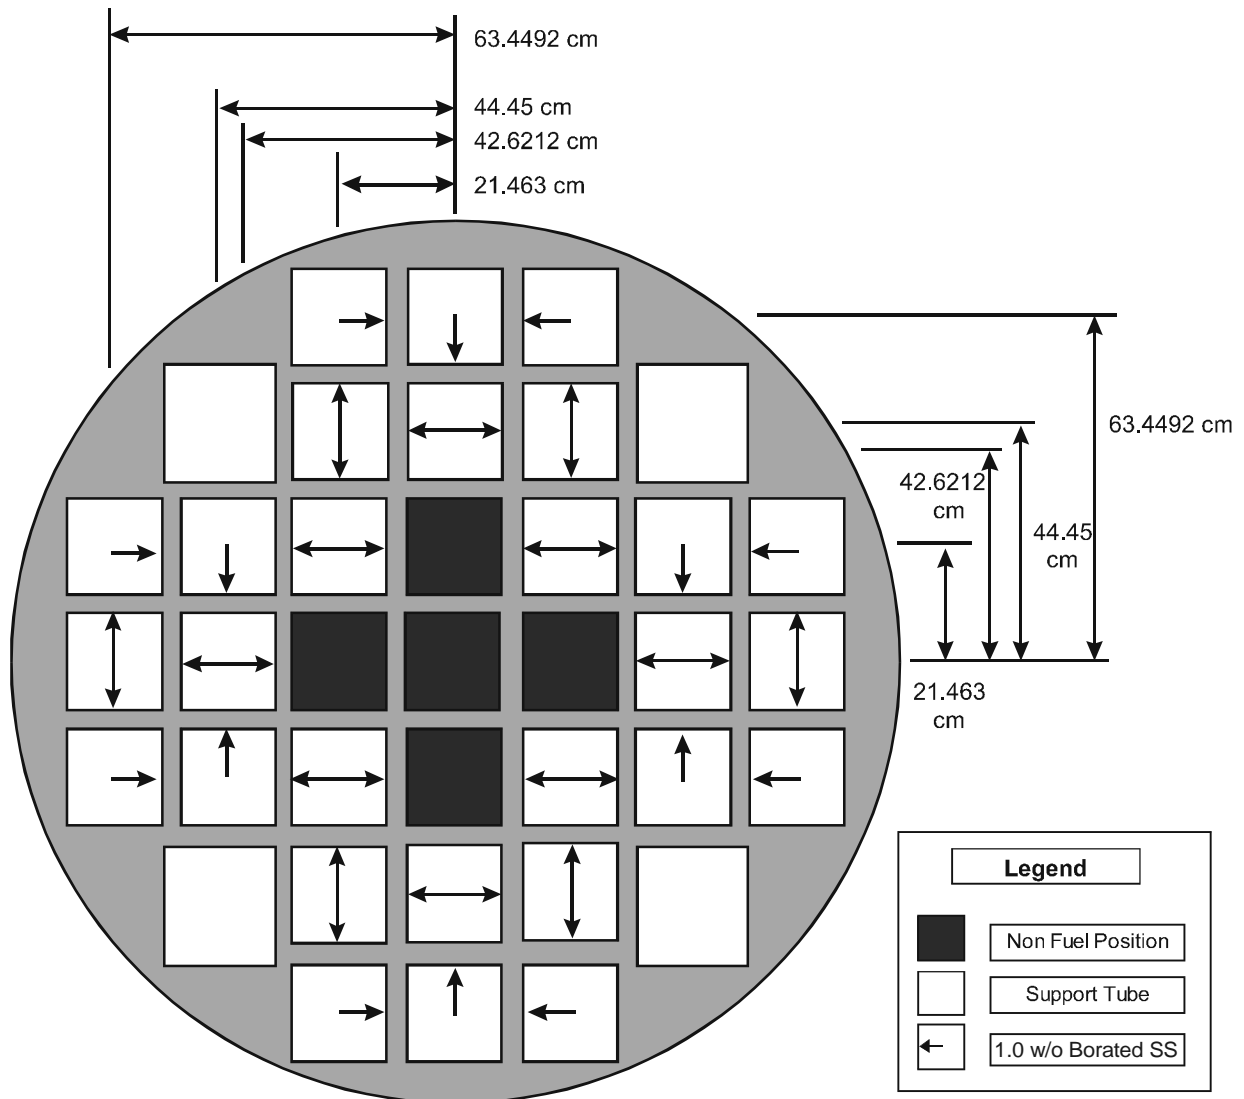 63.4492 cm
44.45 cm
42.6212 cm
21.463 cm
63.4492 cm
42.6212
cm
44.45
cm
21.463
cm
Legend
Non Fuel Position
Support Tube
1.0 w/o Borated SS